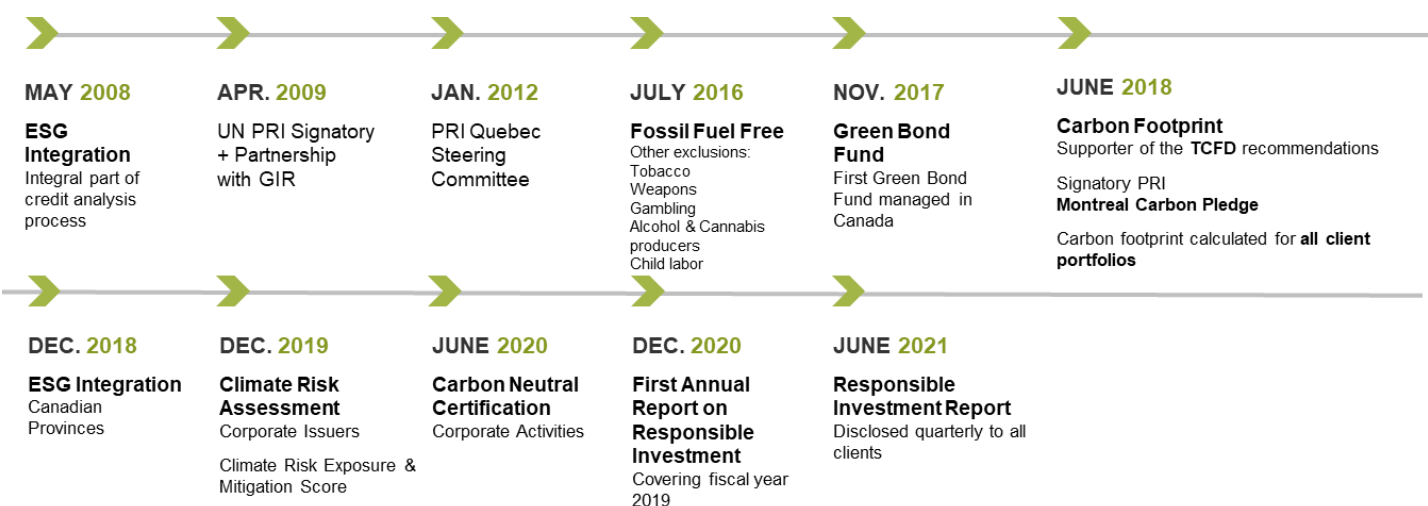 MAY 2008
ESG
Integration
Integral part of
credit analysis
process
APR. 2009
UN PRI Signatory
+ Partnership
with GIR
JAN. 2012
PRI Quebec
Steering
Committee
JULY 2016
Fossil Fuel Free
Other exclusions:
Tobacco
Weapons
Gambling
Alcohol & Cannabis
producers
Child labor
NOV. 2017
Green Bond
Fund
First Green Bond
Fund managed in
Canada
JUNE 2018
Carbon Footprint
Supporter of the TCFD recommendations
Signatory PRI
Montreal Carbon Pledge
Carbon footprint calculated for all client
portfolios
DEC. 2018
ESG Integration
Canadian
Provinces
DEC. 2019
Climate Risk
Assessment
Corporate Issuers
Climate Risk Exposure &
Mitigation Score
JUNE 2020
Carbon Neutral
Certification
Corporate Activities
DEC. 2020
First Annual
Report on
Responsible
Investment
Covering fiscal year
2019
JUNE 2021
Responsible
Investment Report
Disclosed quarterly to all
clients